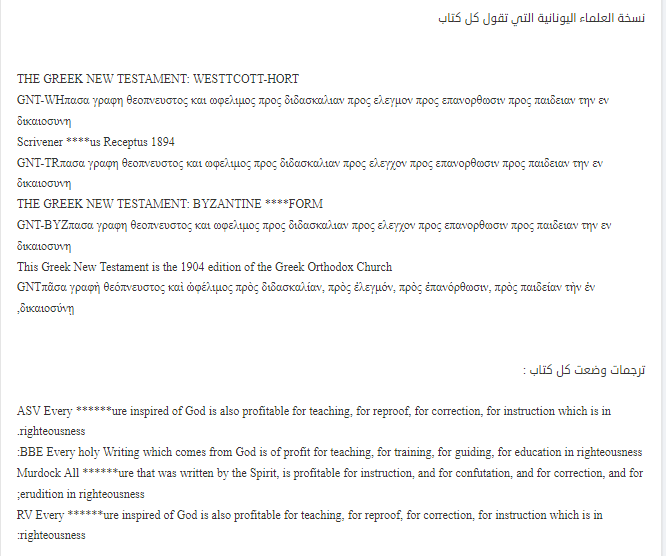 نسخة العلماء اليونانية التي تقول كل كتاب
THE GREEK NEW TESTAMENT: WESTTCOTT-HORT
GNT-WHπασα γραφη θεοπνευστος και ωφελιμος προς διδασκαλιαν προς ελεγμον προς επανορθωσιν προς παιδειαν την εν
δικαιοσυνη
Scrivener ****us Receptus 1894
GNT-TRπασα γραφη θεοπνευστος και ωφελιμος προς διδασκαλιαν προς ελεγχον προς επανορθωσιν προς παιδειαν την εν
δικαιοσυνη
THE GREEK NEW TESTAMENT: BYZANTINE ****FORM
GNT-BYZπασα γραφη θεοπνευστος και ωφελιμος προς διδασκαλιαν προς ελεγχον προς επανορθωσιν προς παιδειαν την εν
δικαιοσυνη
This Greek New Testament is the 1904 edition of the Greek Orthodox Church
GNTπᾶσα γραφὴ θεόπνευστος καὶ ὠφέλιμος πρὸς διδασκαλίαν, πρὸς ἔλεγμόν, πρὸς ἐπανόρθωσιν, πρὸς παιδείαν τὴν ἐν
,δικαιοσύνῃ
ترجمات وضعت كل كتاب :
ASV Every ******ure inspired of God is also profitable for teaching, for reproof, for correction, for instruction which is in
:righteousness
:BBE Every holy Writing which comes from God is of profit for teaching, for training, for guiding, for education in righteousness
Murdock All ******ure that was written by the Spirit, is profitable for instruction, and for confutation, and for correction, and for
;erudition in righteousness
RV Every ******ure inspired of God is also profitable for teaching, for reproof, for correction, for instruction which is in
:righteousness